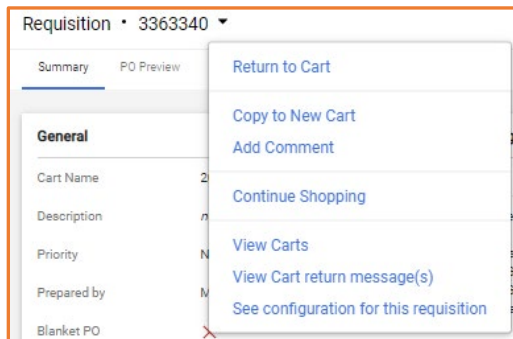 Requisition • 3363340
Summary PO Preview
Return to Cart
Copy to New Cart
General
Add Comment
Cart Name
Continue Shopping
Description
Priority
View Carts
View Cart return message(s)
Prepared by
See configuration for this requisition
Blanket PO